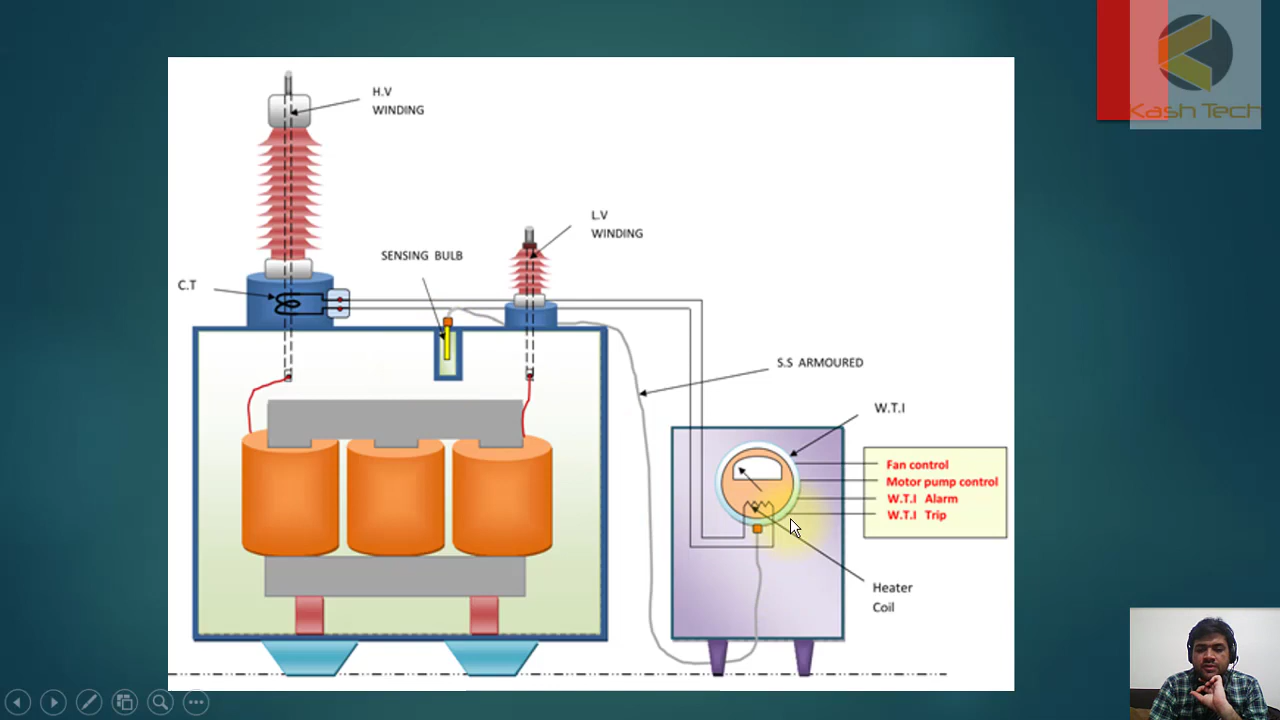 Kash Tech
H.V
WINDING
L.V
WINDING
SENSING BULB
C.T
S.S ARMOURED
W.T.I
Fan control
Motor pump control
W.T.I Alarm
W.T.I Trip
Heater
Coil